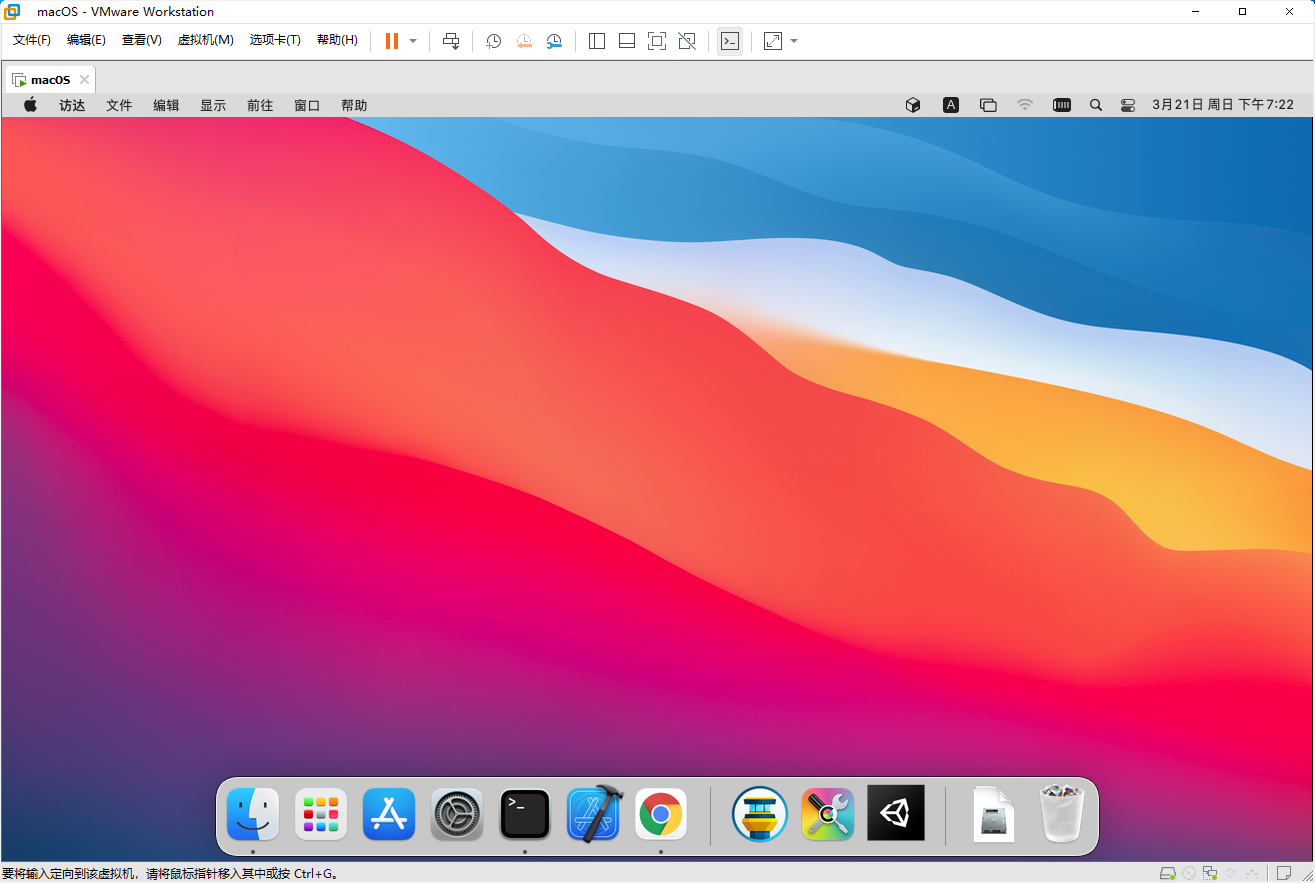 macOS - VMware Workstation
文件(F) 编辑(E) 查看(V) 虚拟机(M) 选项卡(T) 帮助(H)
macOS
访达 文件 编辑 显示 前往 窗口 帮助 A 3月21日 周日 下午7:22
>_
要将输入定向到该虚拟机，请将鼠标指针移入其中或按 Ctrl+G。